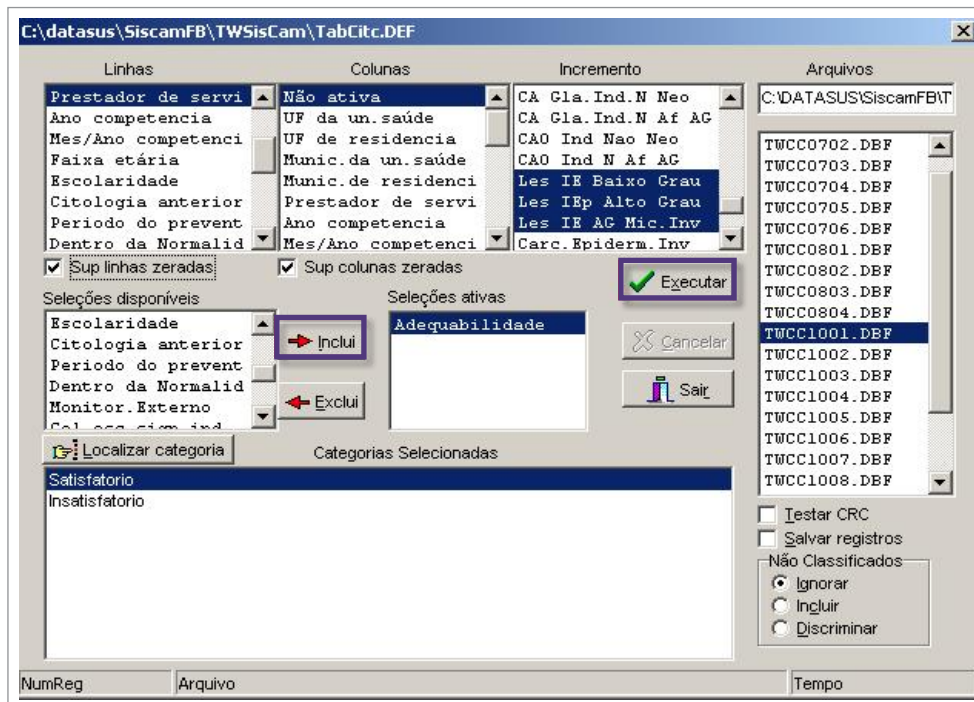 C:\datasus\SiscamFB\TWSisCam\TabCitc.DEF
Linhas
Prestador de servi
Ano competencia
Mes/Ano competenci
Faixa etária
Escolaridade
Citologia anterior
Periodo do prevent
Dentro da Normalid
Sup linhas zeradas
Colunas
Não ativa
UF da un.saúde
UF de residencia
Munic.da un.saúde
Munic.de residenci
Prestador de servi
Ano competencia
Mes/Ano competenci
Sup colunas zeradas
Incremento
CA Gla.Ind.N Neo
CA Gla.Ind.N Af AG
CAO Ind Nao Neo
CAO Ind N Af AG
Les IE Baixo Grau
Les IEp Alto Grau
Les IE AG Mic.Inv
Carc.Epiderm.Inv
Arquivos
C:\DATASUS\SiscamFB\T
TWCC0702.DBF
TWCC0703.DBF
TWCC0704.DBF
TWCC0705.DBF
TWCC0706.DBF
TWCC0801.DBF
TWCC0802.DBF
TWCC0803.DBF
TWCC0804.DBF
TWCC1001.DBF
TWCC1002.DBF
TWCC1003.DBF
TWCC1004.DBF
TWCC1005.DBF
TWCC1006.DBF
TWCC1007.DBF
TWCC1008.DBF
Seleções disponíveis
Escolaridade
Citologia anterior
Periodo do prevent
Dentro da Normalid
Monitor.Externo
Inclui
Exclui
Seleções ativas
Adequabilidade
Executar
Cancelar
Sair
Localizar categoria
Categorias Selecionadas
Satisfatorio
Insatisfatorio
Testar CRC
Salvar registros
Não Classificados
Ignorar
Incluir
Discriminar
NumReg
Arquivo
Tempo